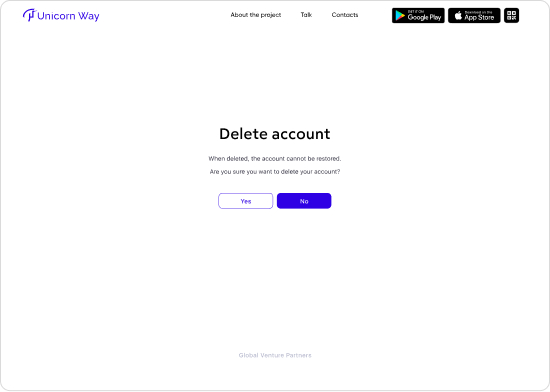 Unicorn Way
About the project
Talk
Contacts
GET IT ON
Google Play
Download on the
App Store
Delete account
When deleted, the account cannot be restored.
Are you sure you want to delete your account?
Yes
No
Global Venture Partners